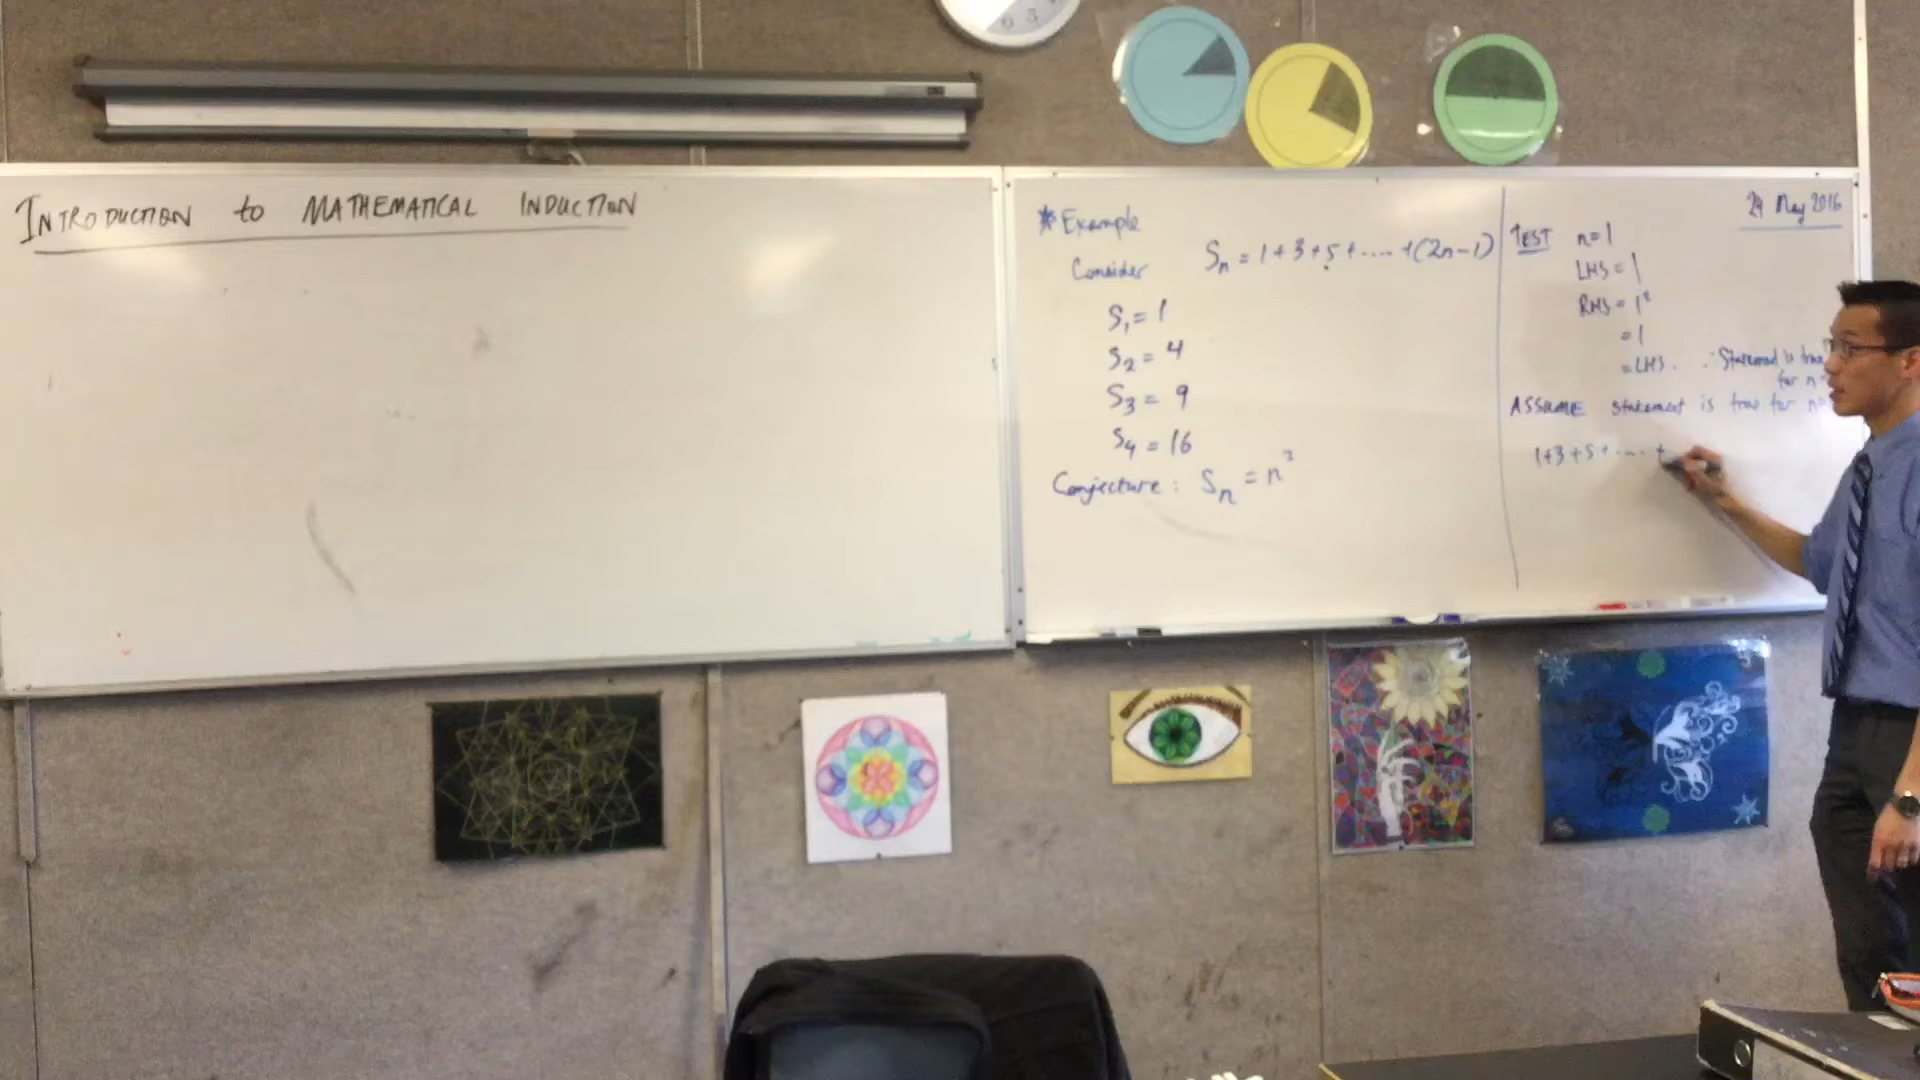 INTRODUCTION to MATHEMATICAL INDUCTION
* Example
Consider Sn = 1+3+5+....+(2n-1)
S1 = 1
S2 = 4
S3 = 9
S4 = 16
Conjecture: Sn = n²
29 May 2016
TEST n=1
LHS = 1
RHS = 1²
= 1
= LHS. ∴ Statement is true
for n=
ASSUME statement is true for n=
1+3+5+....+